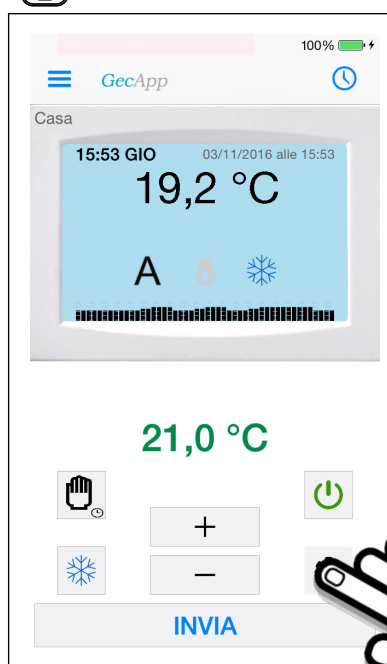 100%
GecApp
Casa
15:53 GIO 03/11/2016 alle 15:53
19,2 °C
A
21,0 °C
+
–
INVIA